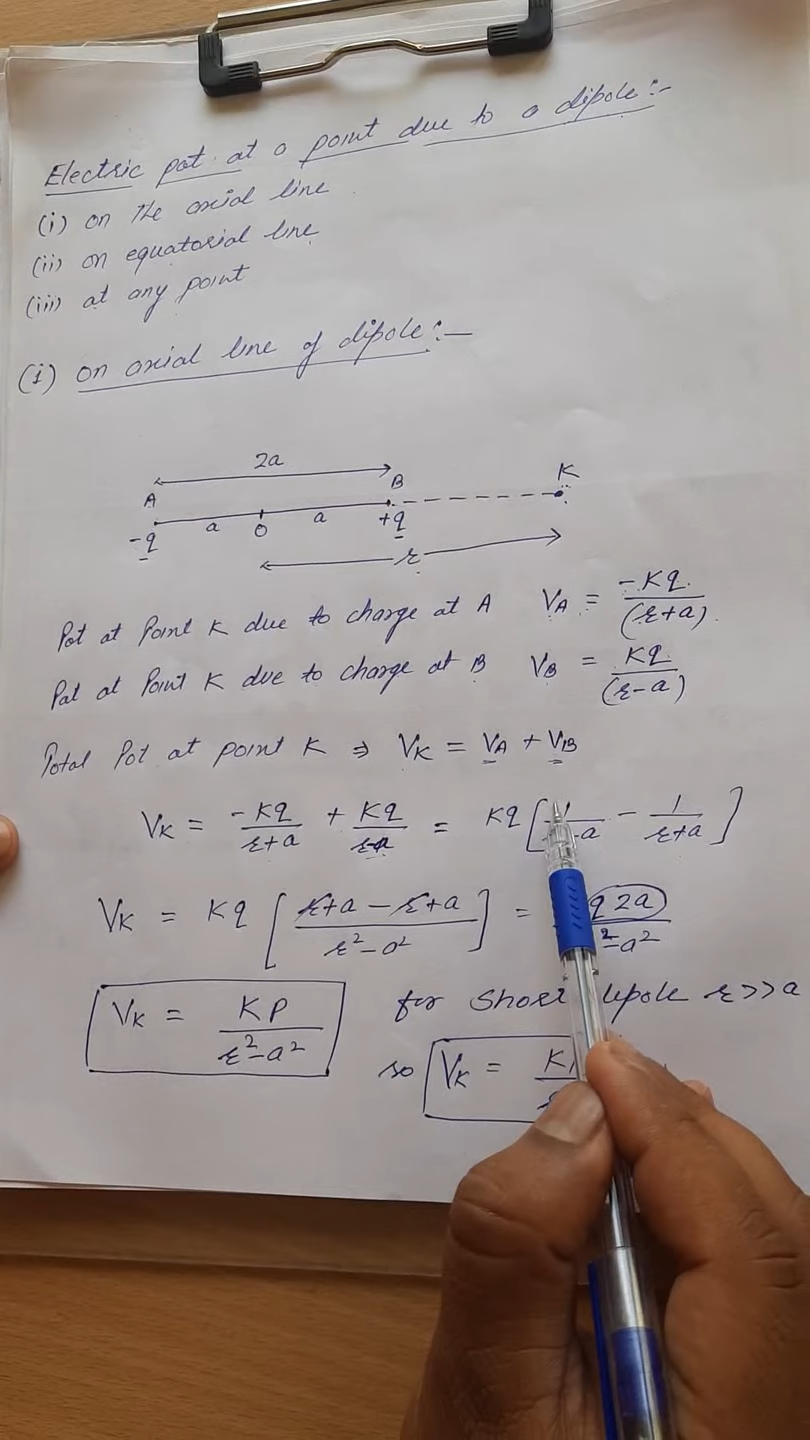 Electric pot. at a point due to a dipole:-
(i) on the axial line
(ii) on equatorial line
(iii) at any point
(i) on axial line of dipole:-
2a
A B K
a O a
-q +q
r
Pot at Point K due to charge at A VA = -Kq/(r+a)
Pot at Point K due to charge at B VB = Kq/(r-a)
Total Pot at point K ⇒ VK = VA + VB
VK = -Kq/r+a + Kq/r-a = Kq[ - 1/r+a]
VK = Kq [r+a-r+a/r²-a²] = q 2a/²-a²
VK = KP/r²-a² for short r>>a
so VK = K